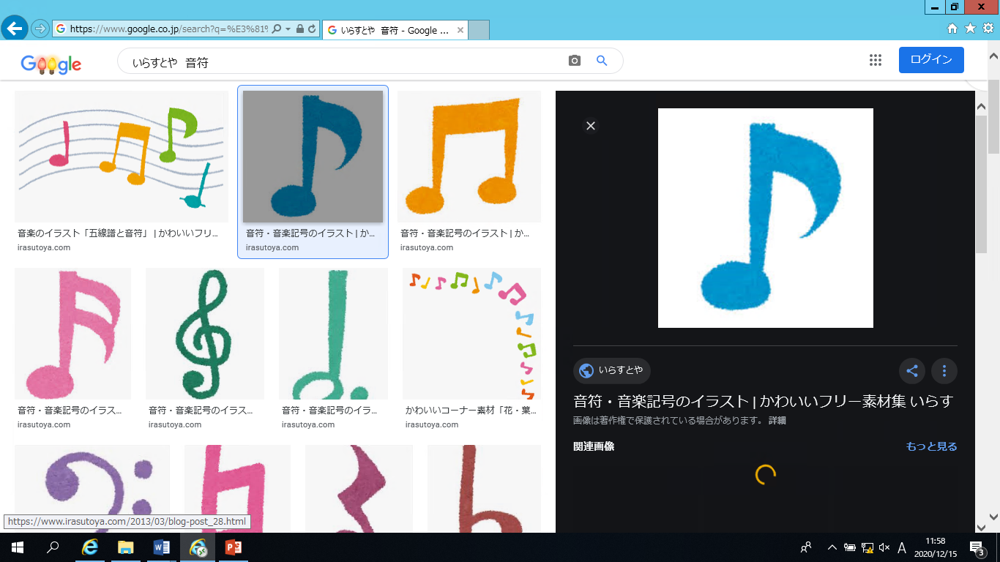 https://www.google.co.jp/search?q=%E3%81%
いらすとや 音符 - Google ...
Google
いらすとや 音符
ログイン
音楽のイラスト「五線譜と音符」 | かわいいフリ...
irasutoya.com
音符・音楽記号のイラスト | か...
irasutoya.com
音符・音楽記号のイラスト | か...
irasutoya.com
音符・音楽記号のイラス...
irasutoya.com
音符・音楽記号のイラス...
irasutoya.com
音符・音楽記号のイラ...
irasutoya.com
かわいいコーナー素材「花・葉...
irasutoya.com
いらすとや
音符・音楽記号のイラスト | かわいいフリー素材集 いらす
画像は著作権で保護されている場合があります。 詳細
関連画像
もっと見る
https://www.irasutoya.com/2013/03/blog-post_28.html
A
11:58
2020/12/15
3